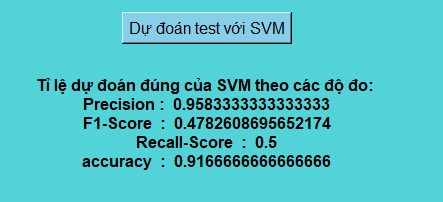 Dự đoán test với SVM
Tỉ lệ dự đoán đúng của SVM theo các độ đo:
Precision : 0.9583333333333333
F1-Score : 0.4782608695652174
Recall-Score : 0.5
accuracy : 0.9166666666666666